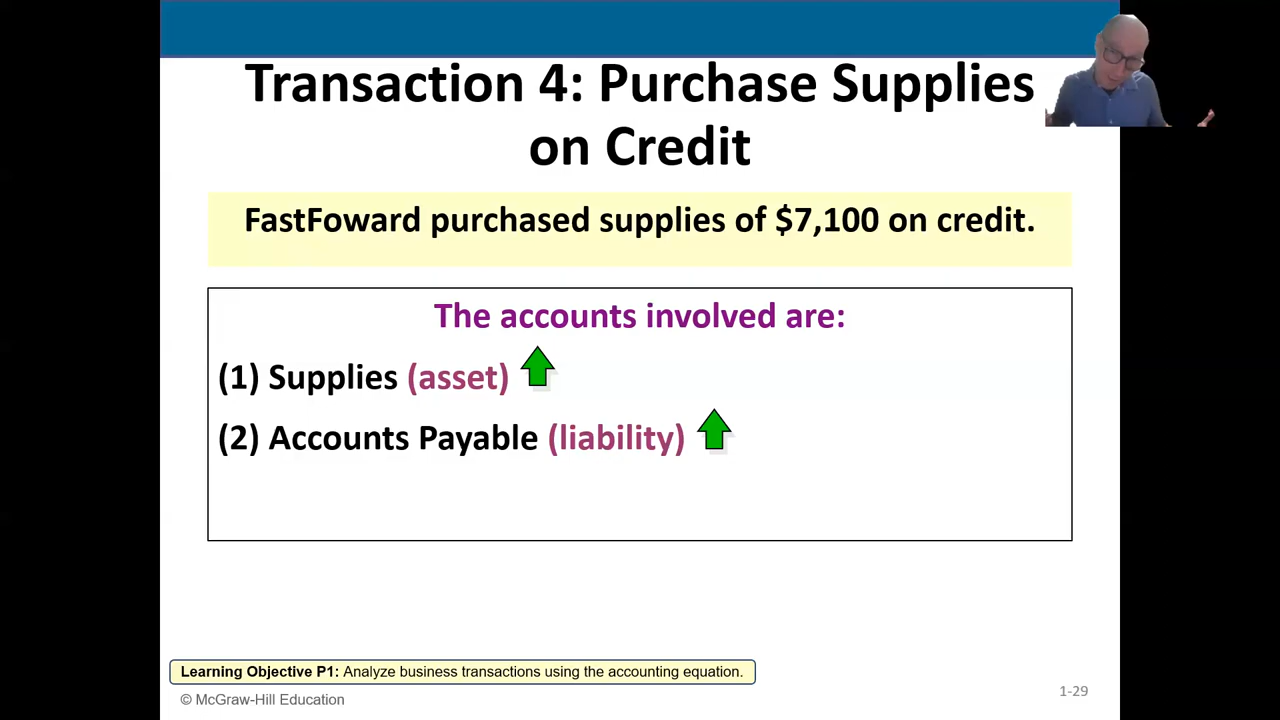 Transaction 4: Purchase Supplies
on Credit
FastFoward purchased supplies of $7,100 on credit.
The accounts involved are:
(1) Supplies (asset)
(2) Accounts Payable (liability)
Learning Objective P1: Analyze business transactions using the accounting equation.
© McGraw-Hill Education
1-29